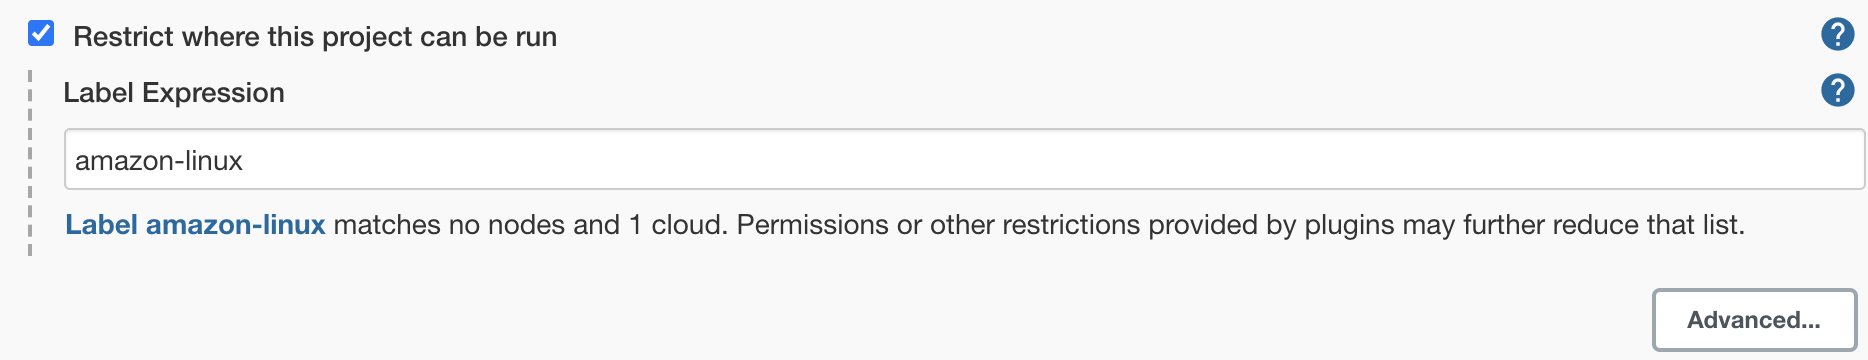 Restrict where this project can be run
?
Label Expression
?
amazon-linux
Label amazon-linux matches no nodes and 1 cloud. Permissions or other restrictions provided by plugins may further reduce that list.
Advanced...